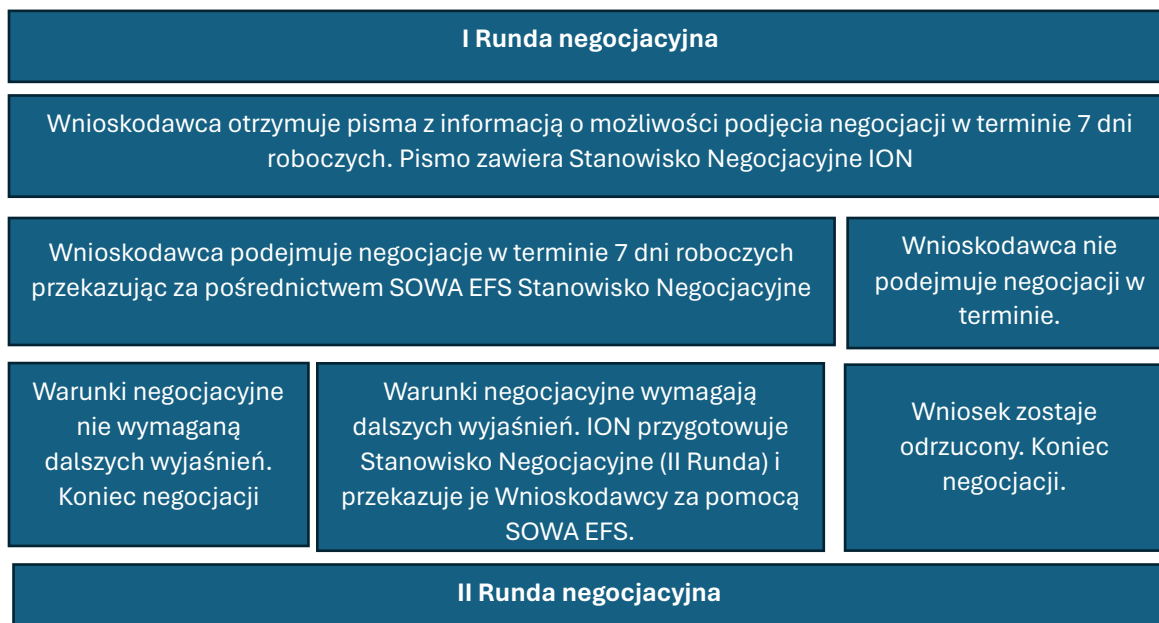 I Runda negocjacyjna
Wnioskodawca otrzymuje pisma z informacją o możliwości podjęcia negocjacji w terminie 7 dni
roboczych. Pismo zawiera Stanowisko Negocjacyjne ION
Wnioskodawca podejmuje negocjacje w terminie 7 dni roboczych
przekazując za pośrednictwem SOWA EFS Stanowisko Negocjacyjne
Wnioskodawca nie
podejmuje negocjacji w
terminie.
Warunki negocjacyjne
nie wymaganą
dalszych wyjaśnień.
Koniec negocjacji
Warunki negocjacyjne wymagają
dalszych wyjaśnień. ION przygotowuje
Stanowisko Negocjacyjne (II Runda) i
przekazuje je Wnioskodawcy za pomocą
SOWA EFS.
Wniosek zostaje
odrzucony. Koniec
negocjacji.
II Runda negocjacyjna